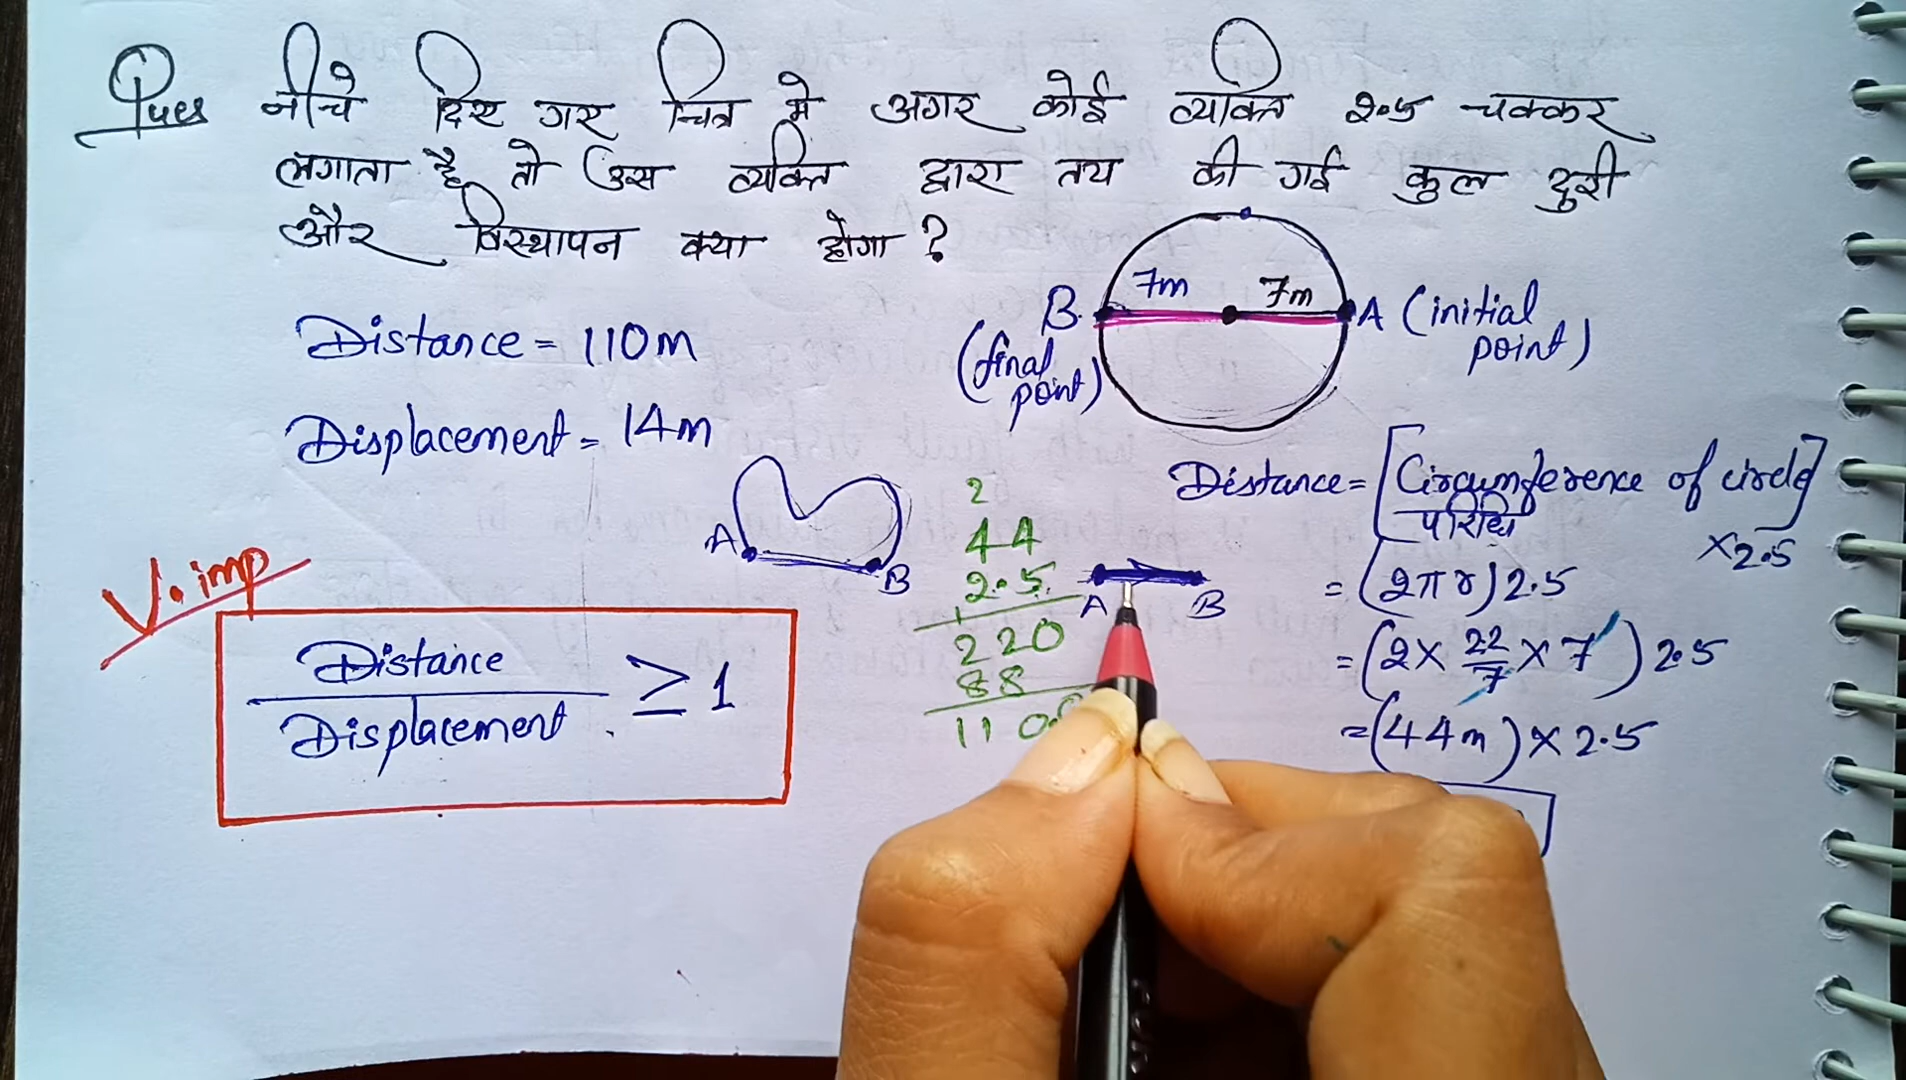 Ques नीचे दिए गए चित्र मे अगर कोई व्यक्ति 2.5 चक्कर
लगाता है तो उस व्यक्ति द्वारा तय की गई कुल दुरी
और विस्थापन क्या होगा ?
7m 7m
B A (initial point)
(final point)
Distance = 110m
Displacement = 14m
A B
V. imp
Distance
Displacement ≥ 1
2
44
2.5
1
220
88
110.
A B
Distance = [Circumference of circle]
परिधि
×2.5
= (2πr) 2.5
= (2 × 22/7 × 7) 2.5
= (44m) × 2.5